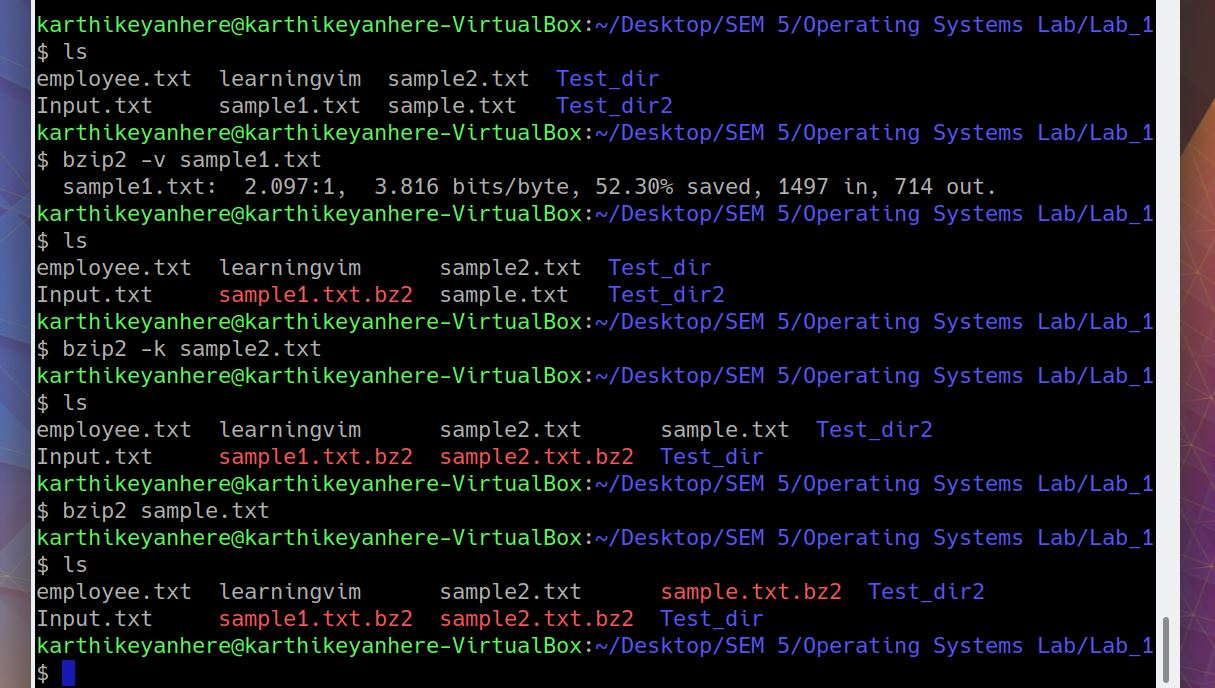 karthikeyanhere@karthikeyanhere-VirtualBox:~/Desktop/SEM 5/Operating Systems Lab/Lab_1
$ ls
employee.txt  learningvim  sample2.txt  Test_dir
Input.txt     sample1.txt  sample.txt   Test_dir2
karthikeyanhere@karthikeyanhere-VirtualBox:~/Desktop/SEM 5/Operating Systems Lab/Lab_1
$ bzip2 -v sample1.txt
  sample1.txt:  2.097:1,  3.816 bits/byte, 52.30% saved, 1497 in, 714 out.
karthikeyanhere@karthikeyanhere-VirtualBox:~/Desktop/SEM 5/Operating Systems Lab/Lab_1
$ ls
employee.txt  learningvim      sample2.txt  Test_dir
Input.txt     sample1.txt.bz2  sample.txt   Test_dir2
karthikeyanhere@karthikeyanhere-VirtualBox:~/Desktop/SEM 5/Operating Systems Lab/Lab_1
$ bzip2 -k sample2.txt
karthikeyanhere@karthikeyanhere-VirtualBox:~/Desktop/SEM 5/Operating Systems Lab/Lab_1
$ ls
employee.txt  learningvim      sample2.txt      sample.txt  Test_dir2
Input.txt     sample1.txt.bz2  sample2.txt.bz2  Test_dir
karthikeyanhere@karthikeyanhere-VirtualBox:~/Desktop/SEM 5/Operating Systems Lab/Lab_1
$ bzip2 sample.txt
karthikeyanhere@karthikeyanhere-VirtualBox:~/Desktop/SEM 5/Operating Systems Lab/Lab_1
$ ls
employee.txt  learningvim      sample2.txt      sample.txt.bz2  Test_dir2
Input.txt     sample1.txt.bz2  sample2.txt.bz2  Test_dir
karthikeyanhere@karthikeyanhere-VirtualBox:~/Desktop/SEM 5/Operating Systems Lab/Lab_1
$